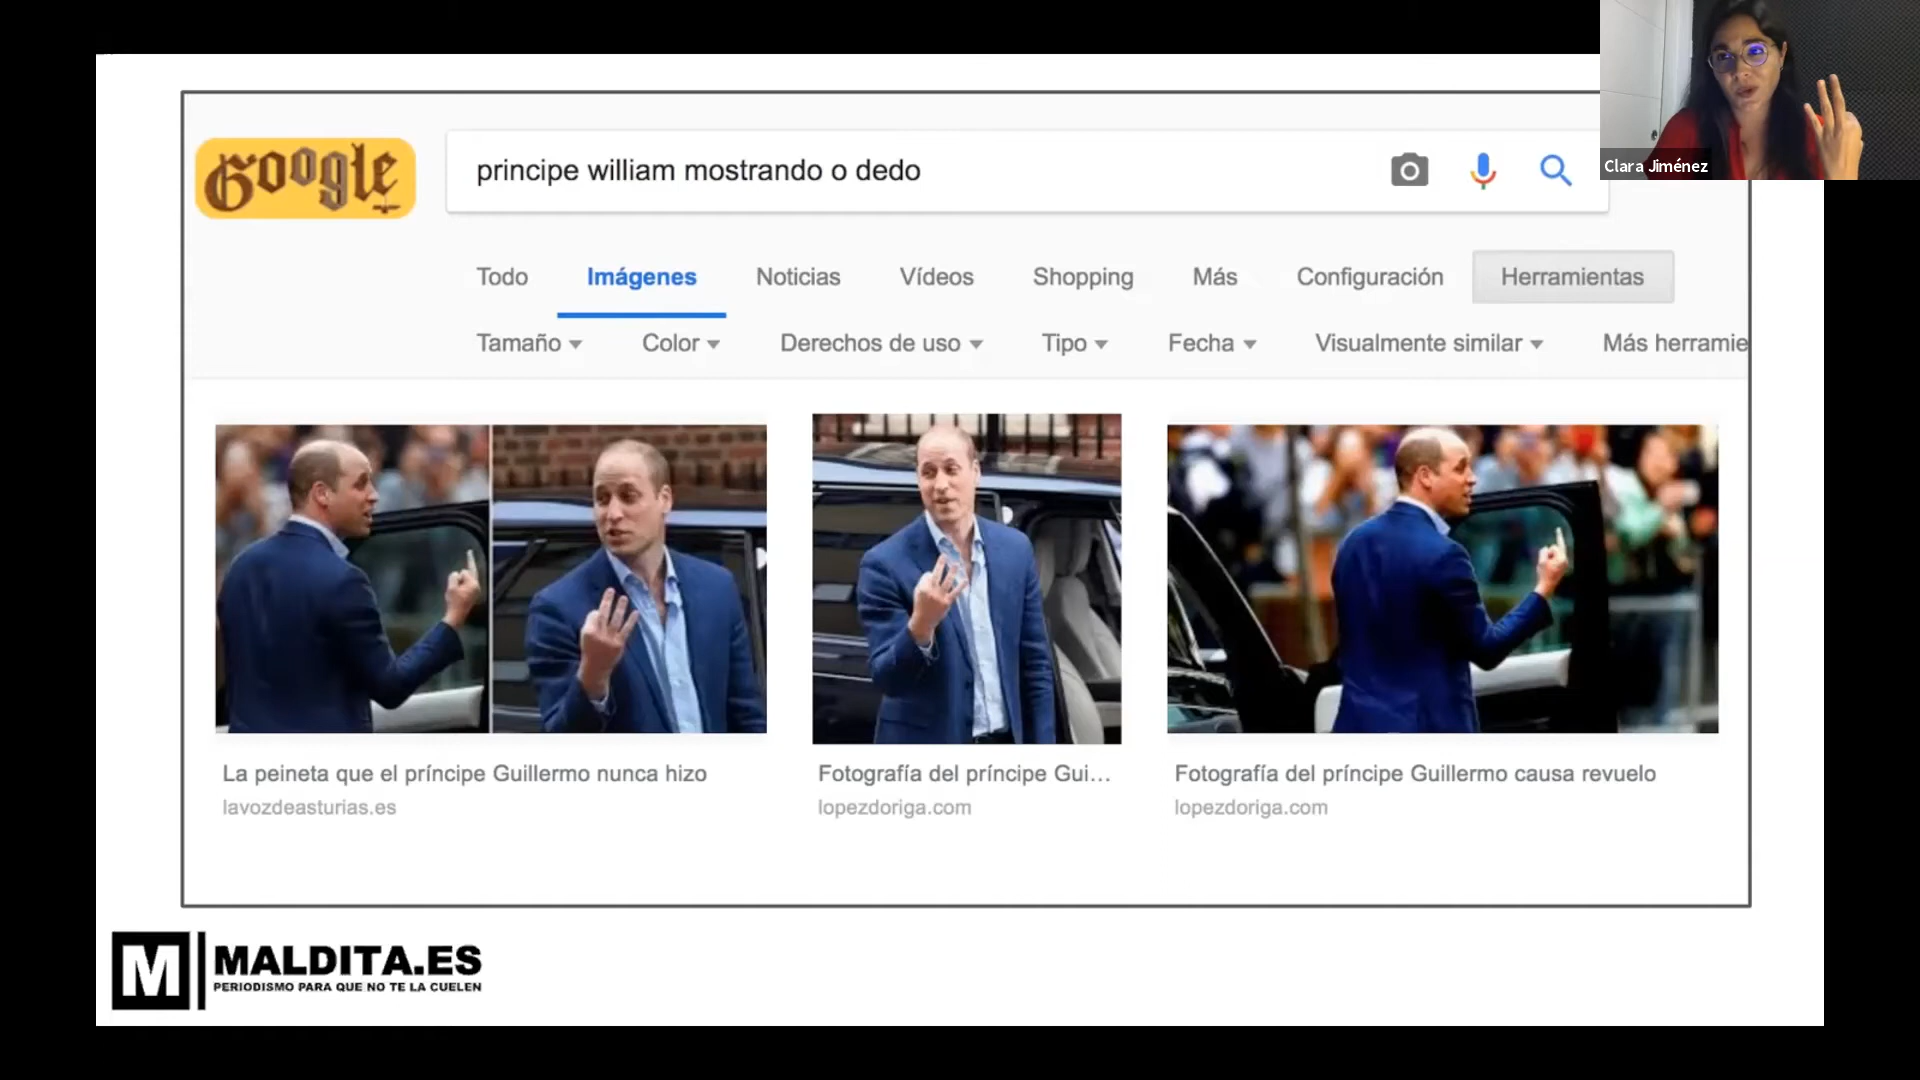 Google
principe william mostrando o dedo
Clara Jiménez
Todo Imágenes Noticias Vídeos Shopping Más Configuración Herramientas
Tamaño Color Derechos de uso Tipo Fecha Visualmente similar Más herramie
La peineta que el príncipe Guillermo nunca hizo
lavozdeasturias.es
Fotografía del príncipe Gui...
lopezdoriga.com
Fotografía del príncipe Guillermo causa revuelo
lopezdoriga.com
M MALDITA.ES
PERIODISMO PARA QUE NO TE LA CUELEN